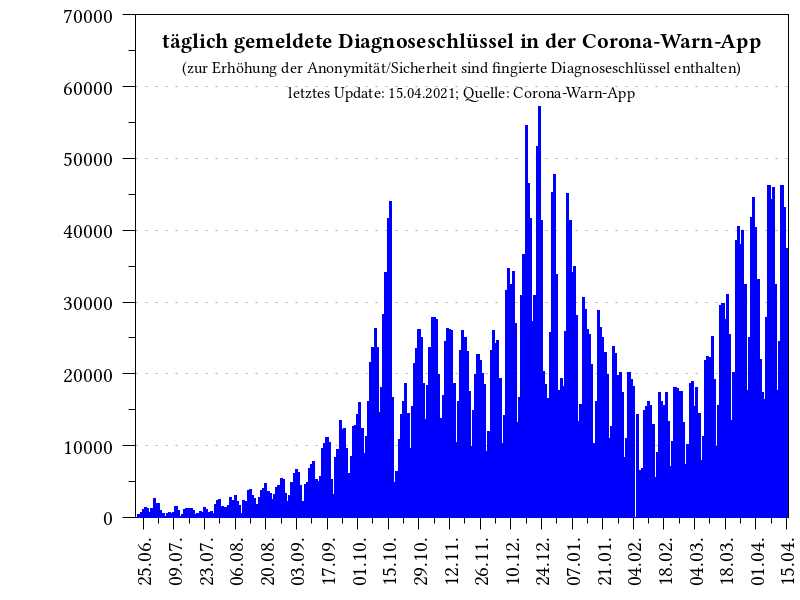 70000
täglich gemeldete Diagnoseschlüssel in der Corona-Warn-App
(zur Erhöhung der Anonymität/Sicherheit sind fingierte Diagnoseschlüssel enthalten)
60000
letztes Update: 15.04.2021; Quelle: Corona-Warn-App
50000
40000
30000
20000
10000
0
25.06. 09.07. 23.07. 06.08. 20.08. 03.09. 17.09. 01.10. 15.10. 29.10. 12.11. 26.11. 10.12. 24.12. 07.01. 21.01. 04.02. 18.02. 04.03. 18.03. 01.04. 15.04.